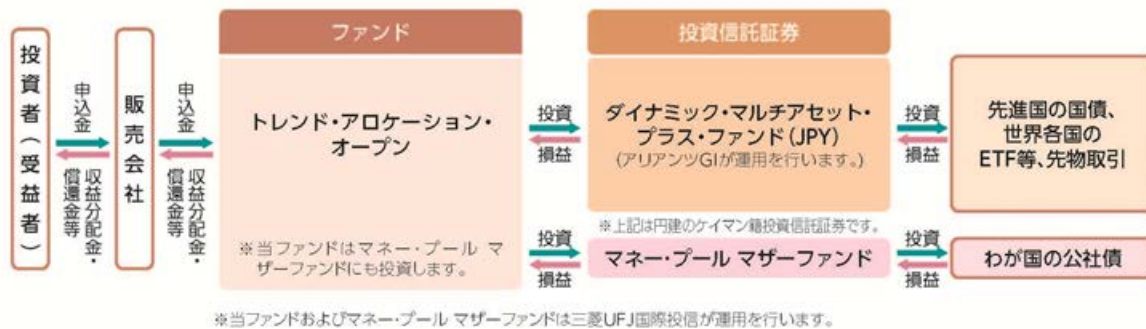 ファンド
投資信託証券
投資者（受益者）
申込金
収益分配金・
償還金等
販売会社
申込金
収益分配金・
償還金等
トレンド・アロケーション・
オープン
※当ファンドはマネー・プール マ
ザーファンドにも投資します。
投資
損益
ダイナミック・マルチアセット・
プラス・ファンド（JPY）
（アリアンツGIが運用を行います。）
※上記は円建のケイマン籍投資信託証券です。
投資
損益
先進国の国債、
世界各国の
ETF等、先物取引
投資
損益
マネー・プール マザーファンド
投資
損益
わが国の公社債
※当ファンドおよびマネー・プール マザーファンドは三菱UFJ国際投信が運用を行います。